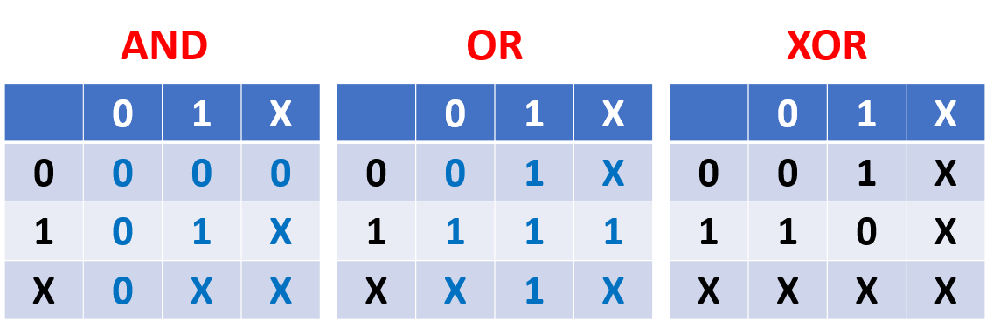 AND OR XOR
0 1 X 0 1 X 0 1 X
0 0 0 0 0 0 1 X 0 0 1 X
1 0 1 X 1 1 1 1 1 1 0 X
X 0 X X X X 1 X X X X X